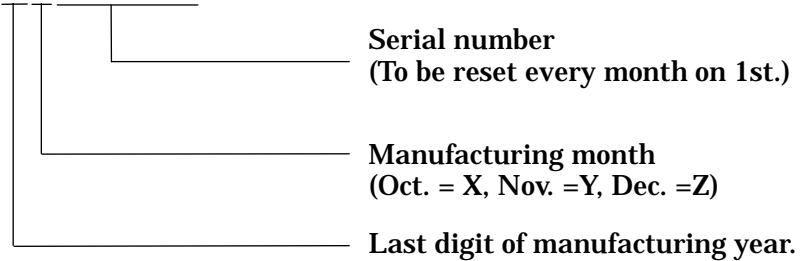 Serial number
(To be reset every month on 1st.)
Manufacturing month
(Oct. = X, Nov. =Y, Dec. =Z)
Last digit of manufacturing year.